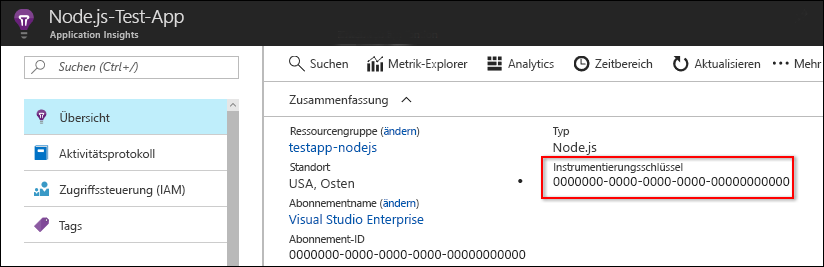 Node.js-Test-App
Application Insights
Suchen (Ctrl+/)
Übersicht
Aktivitätsprotokoll
Zugriffssteuerung (IAM)
Tags
Suchen
Metrik-Explorer
Analytics
Zeitbereich
Aktualisieren
Mehr
Zusammenfassung
Ressourcengruppe (ändern)
testapp-nodejs
Standort
USA, Osten
Abonnementname (ändern)
Visual Studio Enterprise
Abonnement-ID
0000000-0000-0000-0000-00000000000
Typ
Node.js
Instrumentierungsschlüssel
0000000-0000-0000-0000-00000000000